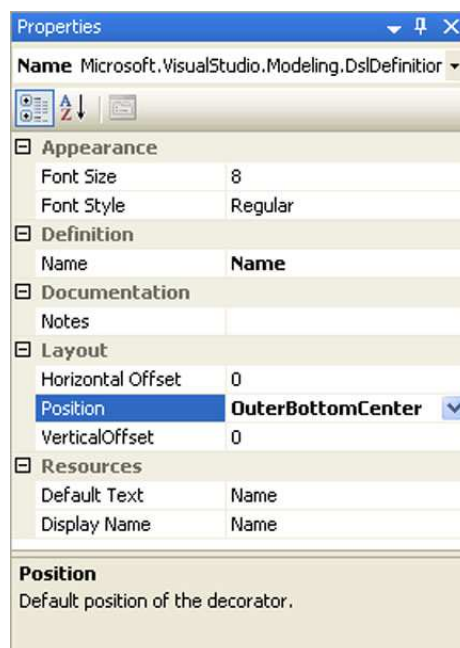 Properties
Name Microsoft.VisualStudio.Modeling.DslDefinition
Appearance
Font Size 8
Font Style Regular
Definition
Name Name
Documentation
Notes
Layout
Horizontal Offset 0
Position OuterBottomCenter
VerticalOffset 0
Resources
Default Text Name
Display Name Name
Position
Default position of the decorator.